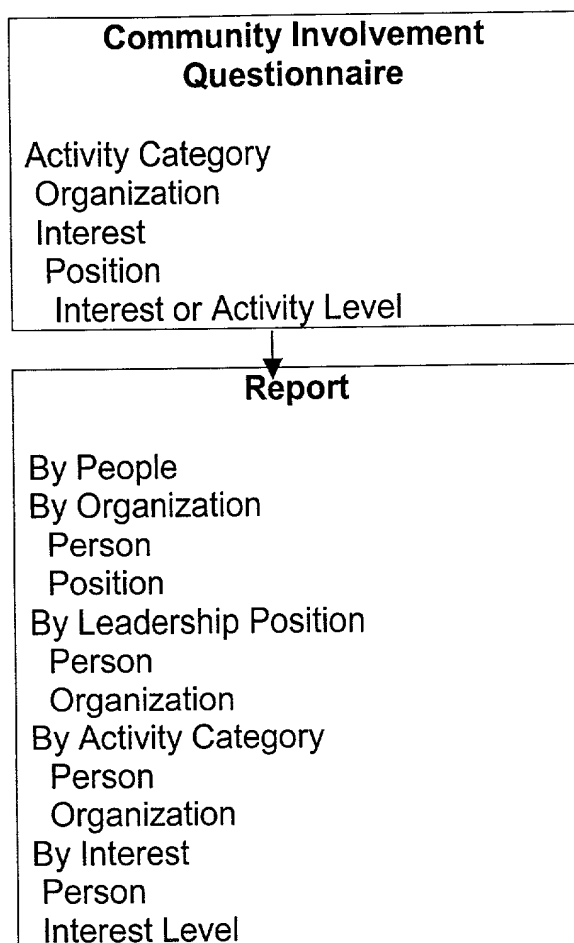 Community Involvement
Questionnaire
Activity Category
Organization
Interest
Position
Interest or Activity Level
Report
By People
By Organization
Person
Position
By Leadership Position
Person
Organization
By Activity Category
Person
Organization
By Interest
Person
Interest Level